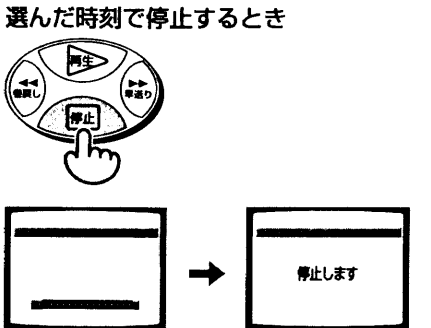 選んだ時刻で停止するとき
再生
巻戻し
早送り
停止
停止します